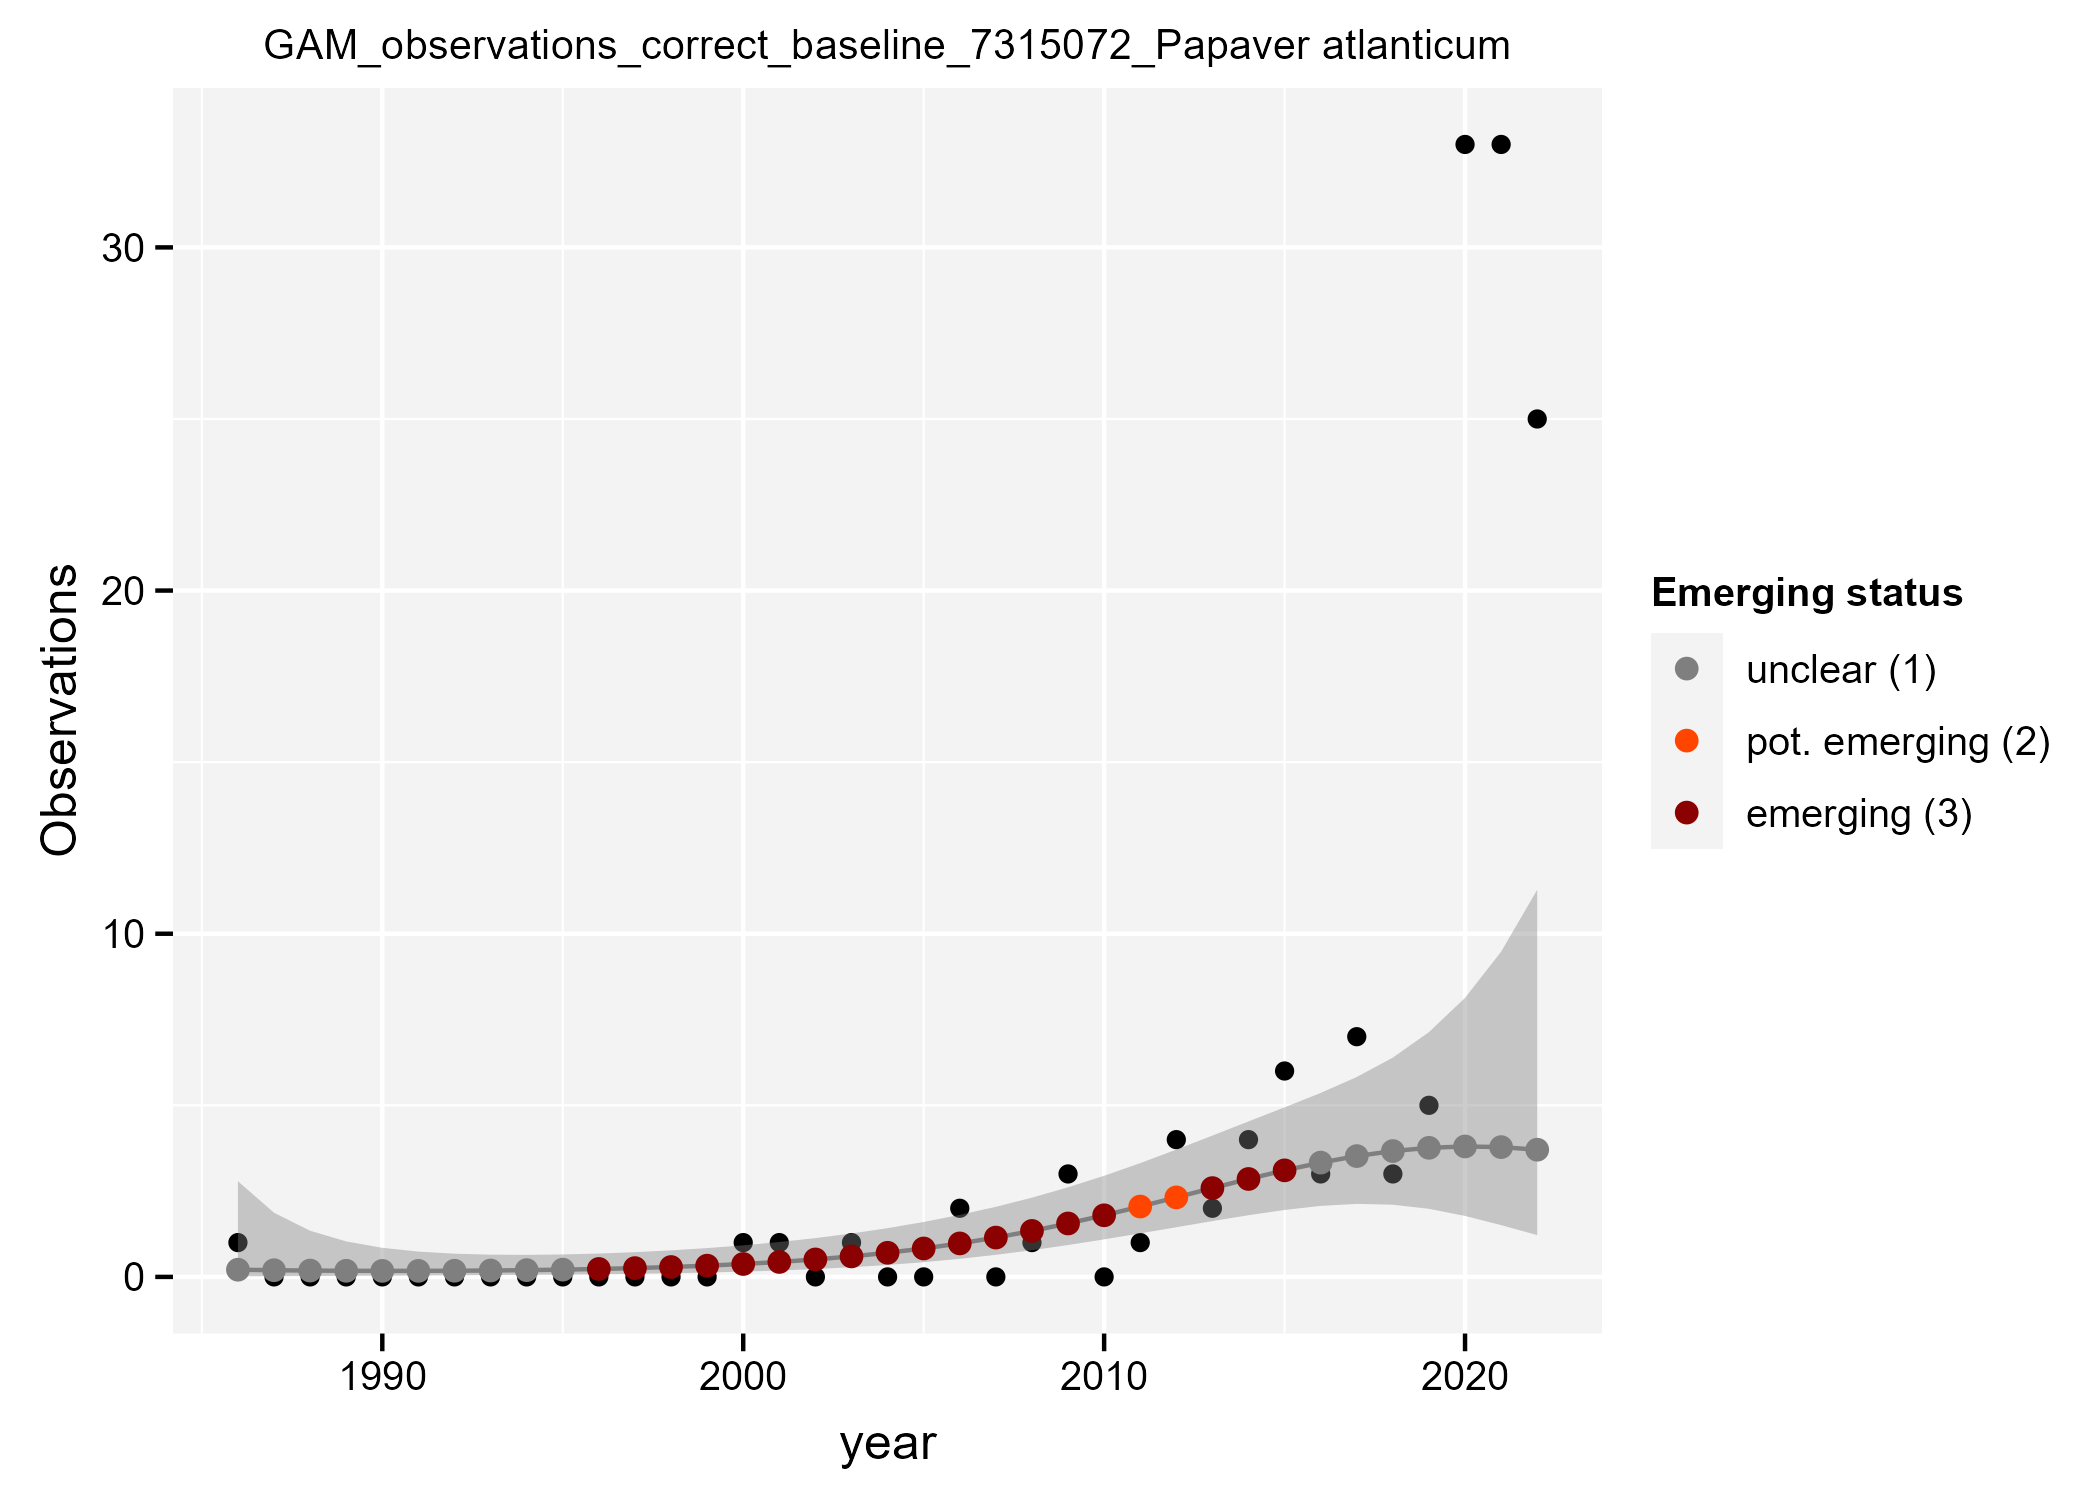 GAM_observations_correct_baseline_7315072_Papaver atlanticum
Observations
30
20
10
0
1990
2000
2010
2020
year
Emerging status
unclear (1)
pot. emerging (2)
emerging (3)